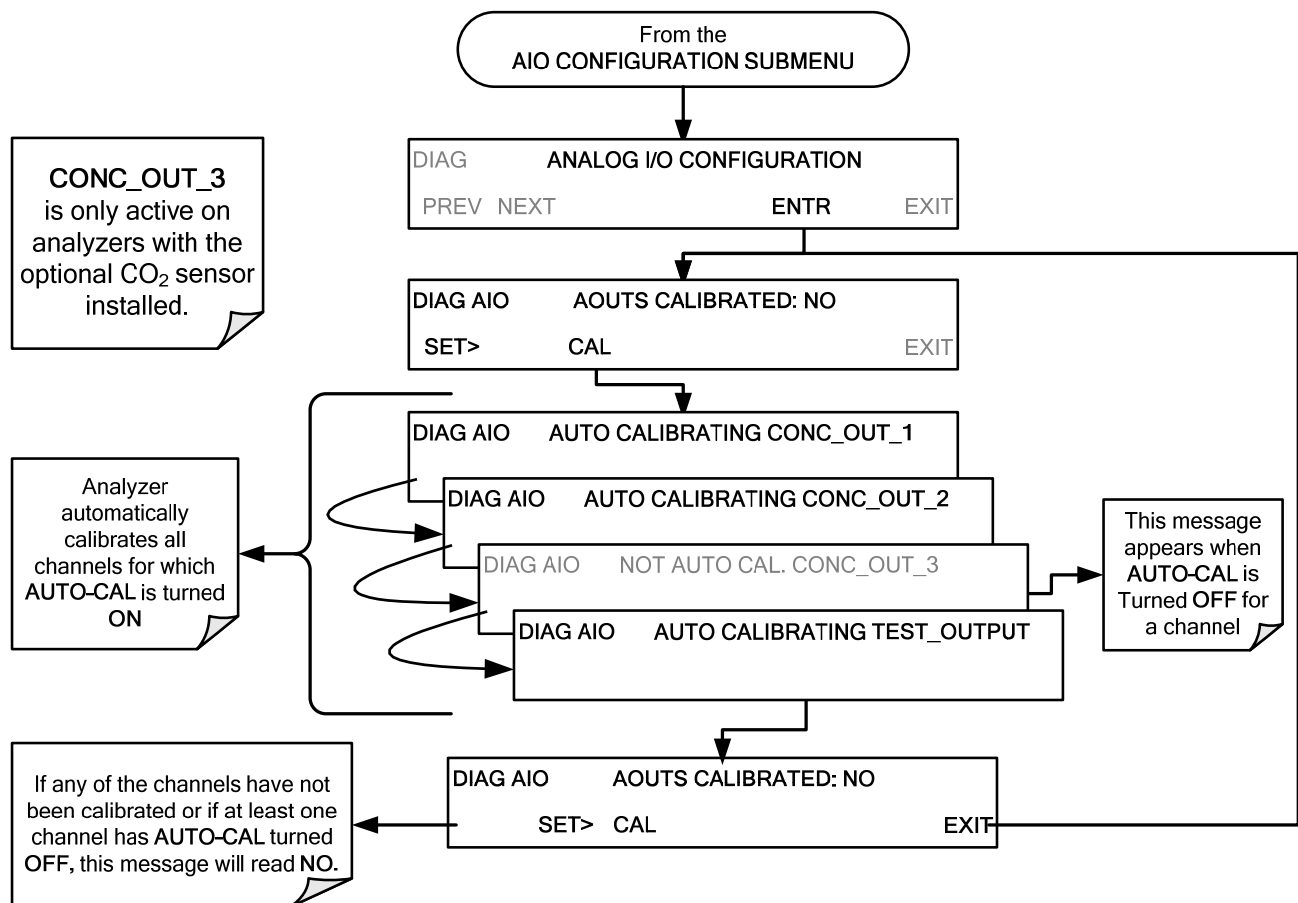 From the
AIO CONFIGURATION SUBMENU
CONC_OUT_3
is only active on
analyzers with the
optional CO₂ sensor
installed.
DIAG ANALOG I/O CONFIGURATION
PREV NEXT ENTR EXIT
DIAG AIO AOUTS CALIBRATED: NO
SET> CAL EXIT
DIAG AIO AUTO CALIBRATING CONC_OUT_1
DIAG AIO AUTO CALIBRATING CONC_OUT_2
DIAG AIO NOT AUTO CAL. CONC_OUT_3
DIAG AIO AUTO CALIBRATING TEST_OUTPUT
Analyzer
automatically
calibrates all
channels for which
AUTO-CAL is turned
ON
This message
appears when
AUTO-CAL is
Turned OFF for
a channel
DIAG AIO AOUTS CALIBRATED: NO
SET> CAL EXIT
If any of the channels have not
been calibrated or if at least one
channel has AUTO-CAL turned
OFF, this message will read NO.